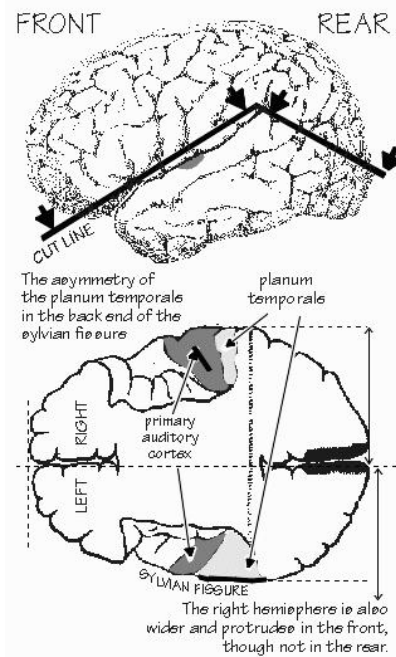 FRONT REAR
CUT LINE
The asymmetry of
the planum temporale
in the back end of the
sylvian fissure
planum
temporale
RIGHT
primary
auditory
cortex
LEFT
SYLVIAN FISSURE
The right hemisphere is also
wider and protrudes in the front,
though not in the rear.